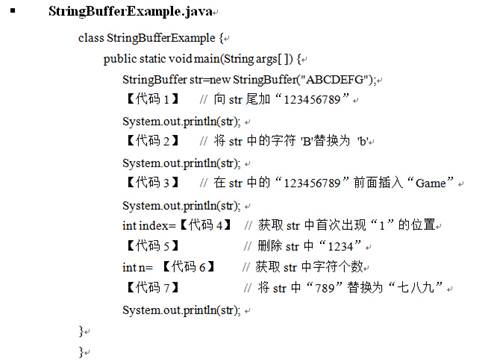 ▪ StringBufferExample.java
class StringBufferExample {
public static void main(String args[ ]) {
StringBuffer str=new StringBuffer("ABCDEFG");
【代码 1】 // 向 str 尾加“123456789”
System.out.println(str);
【代码 2】 // 将 str 中的字符 'B'替换为 'b'
System.out.println(str);
【代码 3】 // 在 str 中的“123456789”前面插入“Game”
System.out.println(str);
int index=【代码 4】 // 获取 str 中首次出现“1”的位置
【代码 5】 // 删除 str 中“1234”
int n= 【代码 6】 // 获取 str 中字符个数
【代码 7】 // 将 str 中“789”替换为“七八九”
System.out.println(str);
}
}